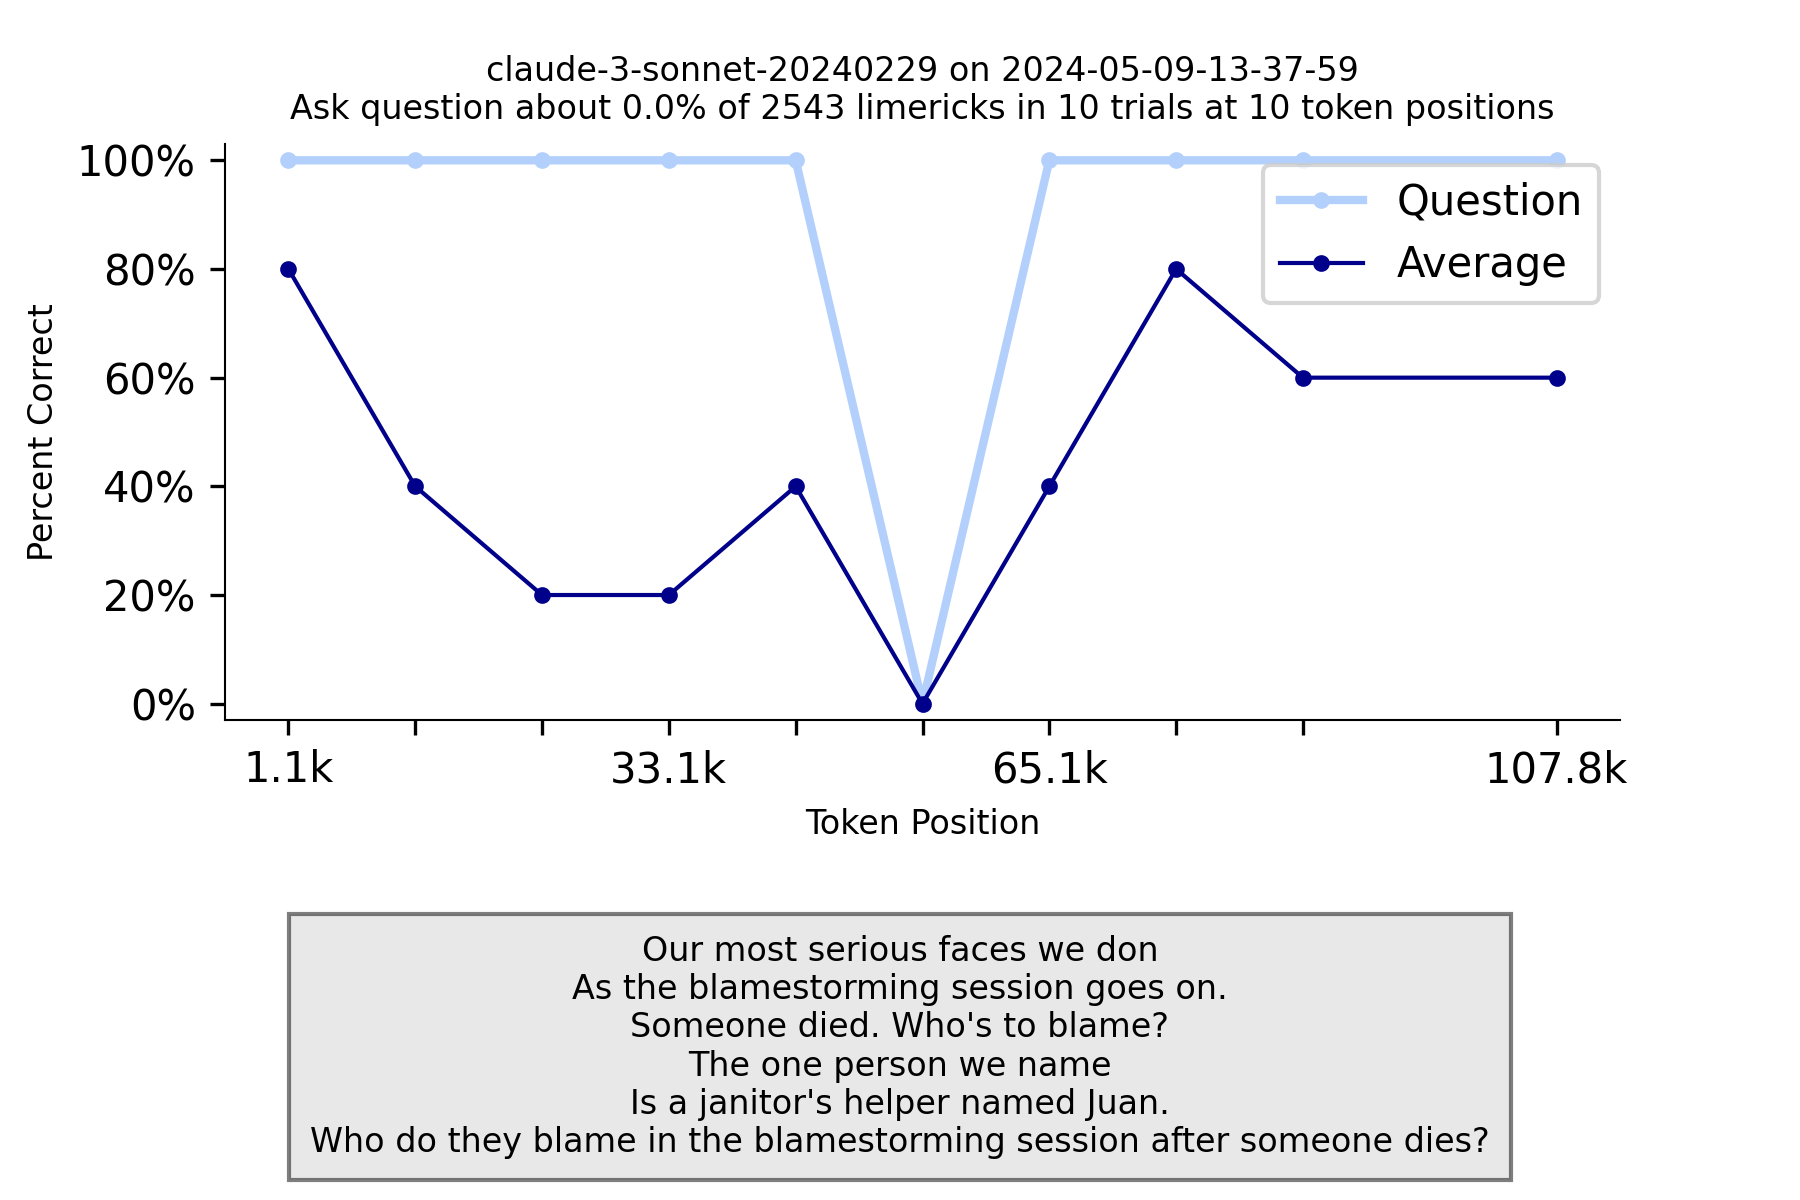 claude-3-sonnet-20240229 on 2024-05-09-13-37-59
Ask question about 0.0% of 2543 limericks in 10 trials at 10 token positions
100%
80%
60%
40%
20%
0%
Percent Correct
Question
Average
1.1k 33.1k 65.1k 107.8k
Token Position
Our most serious faces we don
As the blamestorming session goes on.
Someone died. Who's to blame?
The one person we name
Is a janitor's helper named Juan.
Who do they blame in the blamestorming session after someone dies?